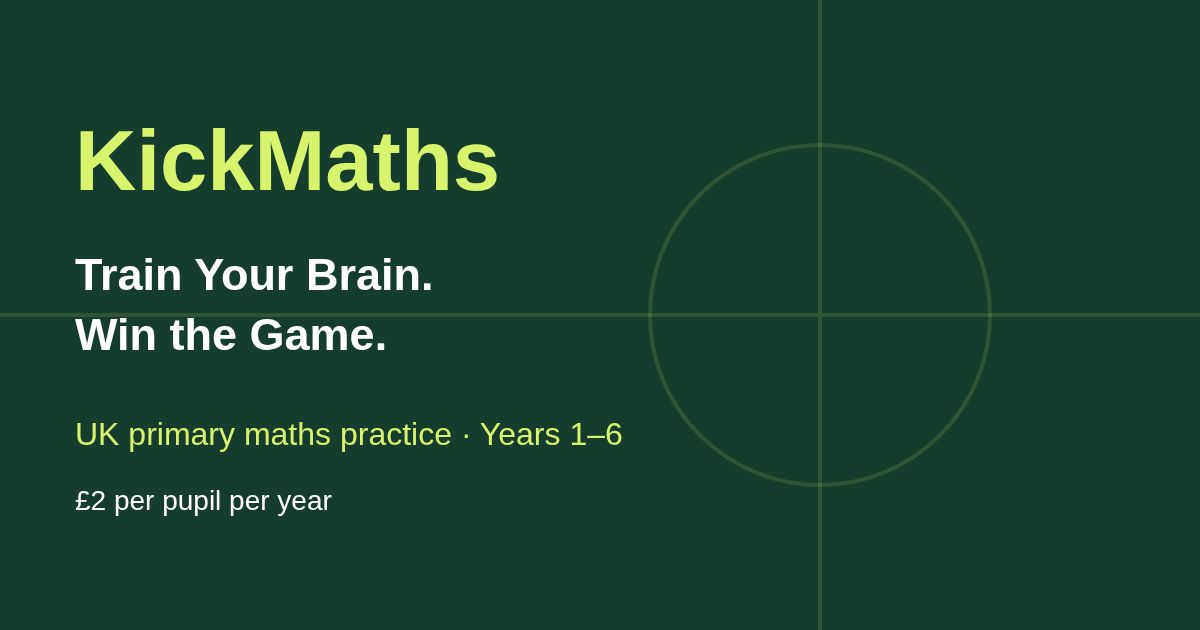 KickMaths
Train Your Brain.
Win the Game.
UK primary maths practice · Years 1–6
£2 per pupil per year